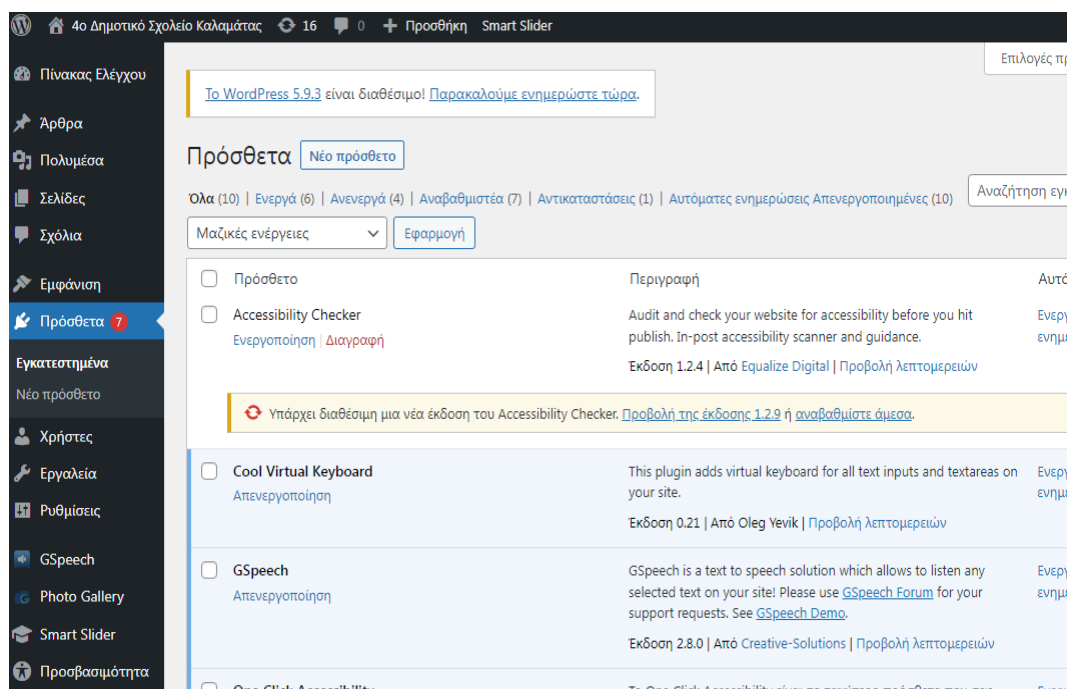 4ο Δημοτικό Σχολείο Καλαμάτας 16 0 + Προσθήκη Smart Slider
Επιλογές
Πίνακας Ελέγχου
Άρθρα
Πολυμέσα
Σελίδες
Σχόλια
Εμφάνιση
Πρόσθετα 7
Εγκατεστημένα
Νέο πρόσθετο
Χρήστες
Εργαλεία
Ρυθμίσεις
GSpeech
Photo Gallery
Smart Slider
Προσβασιμότητα
Το WordPress 5.9.3 είναι διαθέσιμο! Παρακαλούμε ενημερώστε τώρα.
Πρόσθετα Νέο πρόσθετο
Όλα (10) | Ενεργά (6) | Ανενεργά (4) | Αναβαθμιστέα (7) | Αντικαταστάσεις (1) | Αυτόματες ενημερώσεις Απενεργοποιημένες (10)
Αναζήτηση
Μαζικές ενέργειες Εφαρμογή
Πρόσθετο Περιγραφή
Accessibility Checker
Ενεργοποίηση | Διαγραφή
Audit and check your website for accessibility before you hit
publish. In-post accessibility scanner and guidance.
Έκδοση 1.2.4 | Από Equalize Digital | Προβολή λεπτομερειών
Υπάρχει διαθέσιμη μια νέα έκδοση του Accessibility Checker. Προβολή της έκδοσης 1.2.9 ή αναβαθμίστε άμεσα.
Cool Virtual Keyboard
Απενεργοποίηση
This plugin adds virtual keyboard for all text inputs and textareas on
your site.
Έκδοση 0.21 | Από Oleg Yevik | Προβολή λεπτομερειών
GSpeech
Απενεργοποίηση
GSpeech is a text to speech solution which allows to listen any
selected text on your site! Please use GSpeech Forum for your
support requests. See GSpeech Demo.
Έκδοση 2.8.0 | Από Creative-Solutions | Προβολή λεπτομερειών